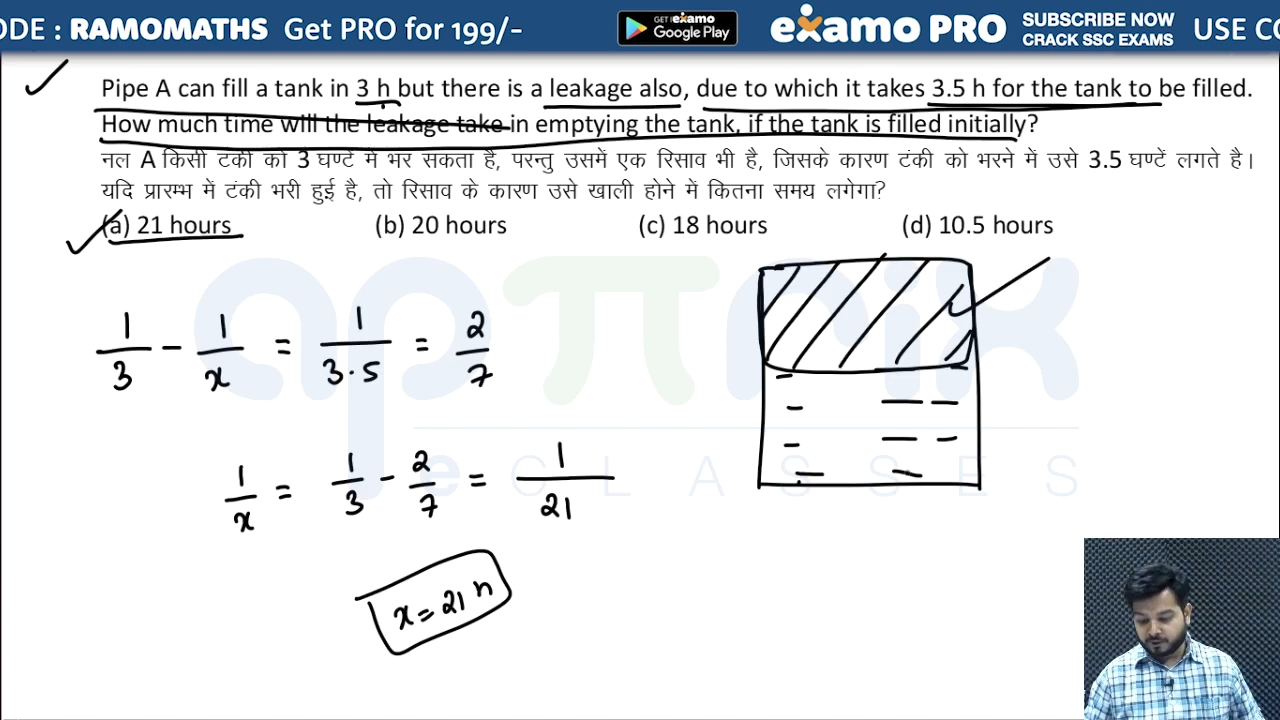 ODE : RAMOMATHS Get PRO for 199/- GET IT examo Google Play examo PRO SUBSCRIBE NOW CRACK SSC EXAMS USE CO
Pipe A can fill a tank in 3 h but there is a leakage also, due to which it takes 3.5 h for the tank to be filled.
How much time will the leakage take in emptying the tank, if the tank is filled initially?
नल A किसी टंकी को 3 घण्टे में भर सकता है, परन्तु उसमें एक रिसाव भी है, जिसके कारण टंकी को भरने में उसे 3.5 घण्टें लगते है।
यदि प्रारम्भ में टंकी भरी हुई है, तो रिसाव के कारण उसे खाली होने में कितना समय लगेगा?
(a) 21 hours (b) 20 hours (c) 18 hours (d) 10.5 hours
1/3 - 1/x = 1/3.5 = 2/7
1/x = 1/3 - 2/7 = 1/21
x = 21 h
apπmix
e CLASSES